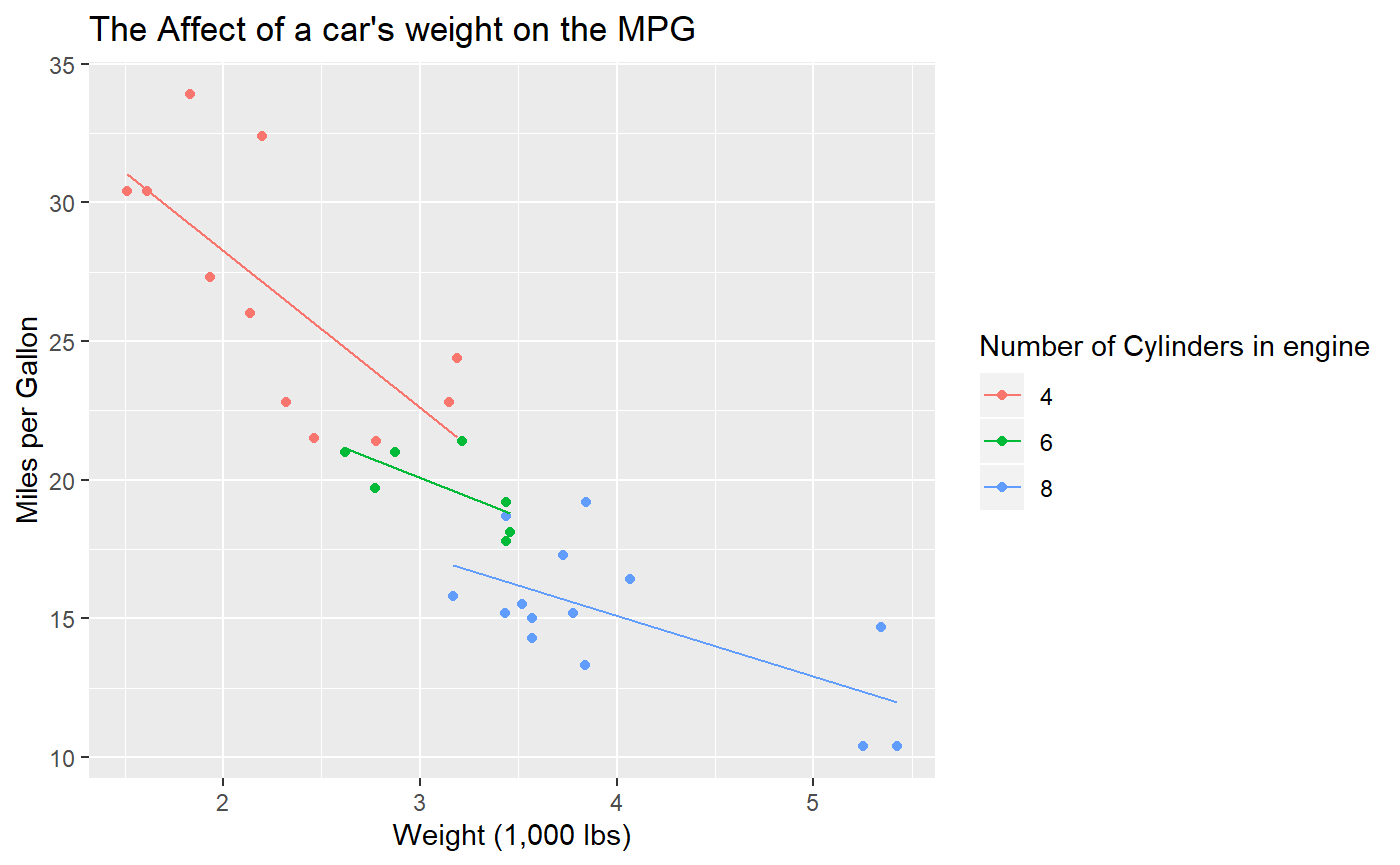 The Affect of a car's weight on the MPG
35
30
25
20
15
10
Miles per Gallon
2 3 4 5
Weight (1,000 lbs)
Number of Cylinders in engine
4
6
8